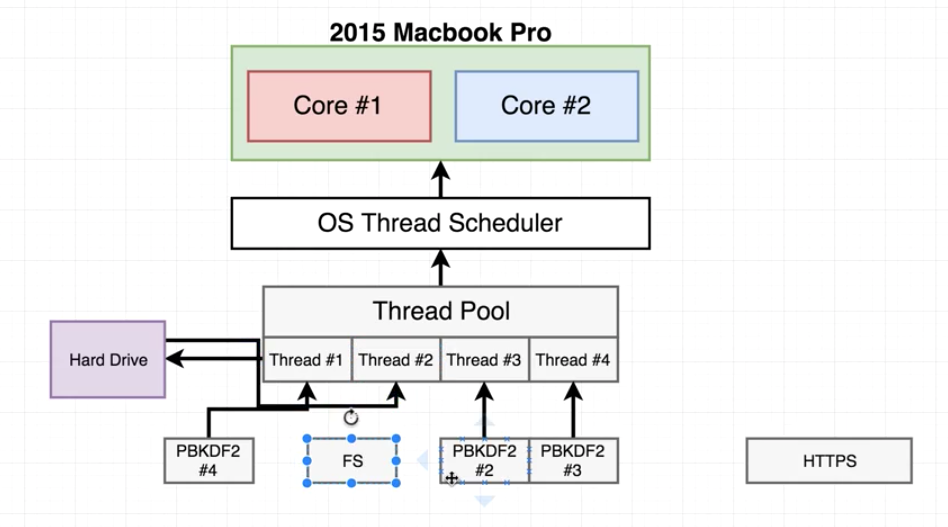 2015 Macbook Pro
Core #1
Core #2
OS Thread Scheduler
Thread Pool
Hard Drive
Thread #1
Thread #2
Thread #3
Thread #4
PBKDF2
#4
FS
PBKDF2
#2
PBKDF2
#3
HTTPS